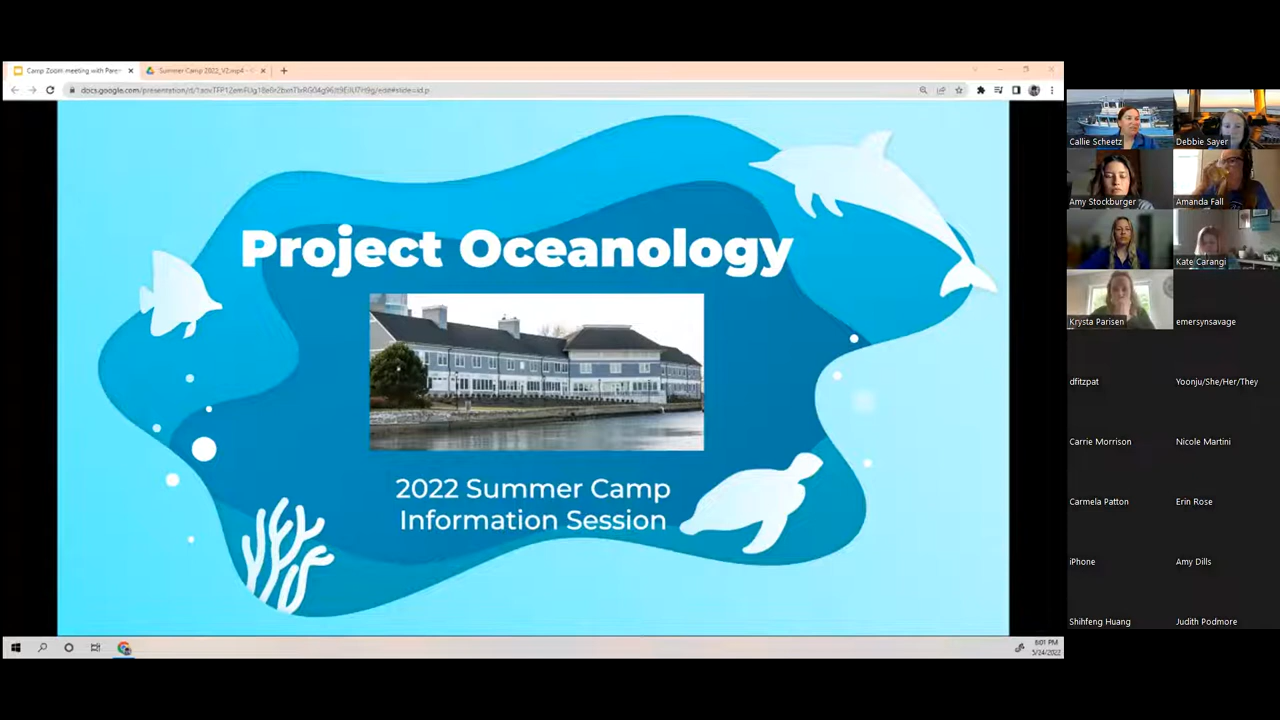 Camp Zoom meeting with Paren
Summer Camp 2022_V2.mp4 - G
Project Oceanology
2022 Summer Camp
Information Session
6:01 PM
5/24/2022
Callie Scheetz
Debbie Sayer
Amy Stockburger
Amanda Fall
Kate Carangi
Krysta Parisen
emersynsavage
dfitzpat
Yoonju/She/Her/They
Carrie Morrison
Nicole Martini
Carmela Patton
Erin Rose
iPhone
Amy Dills
Shihfeng Huang
Judith Podmore